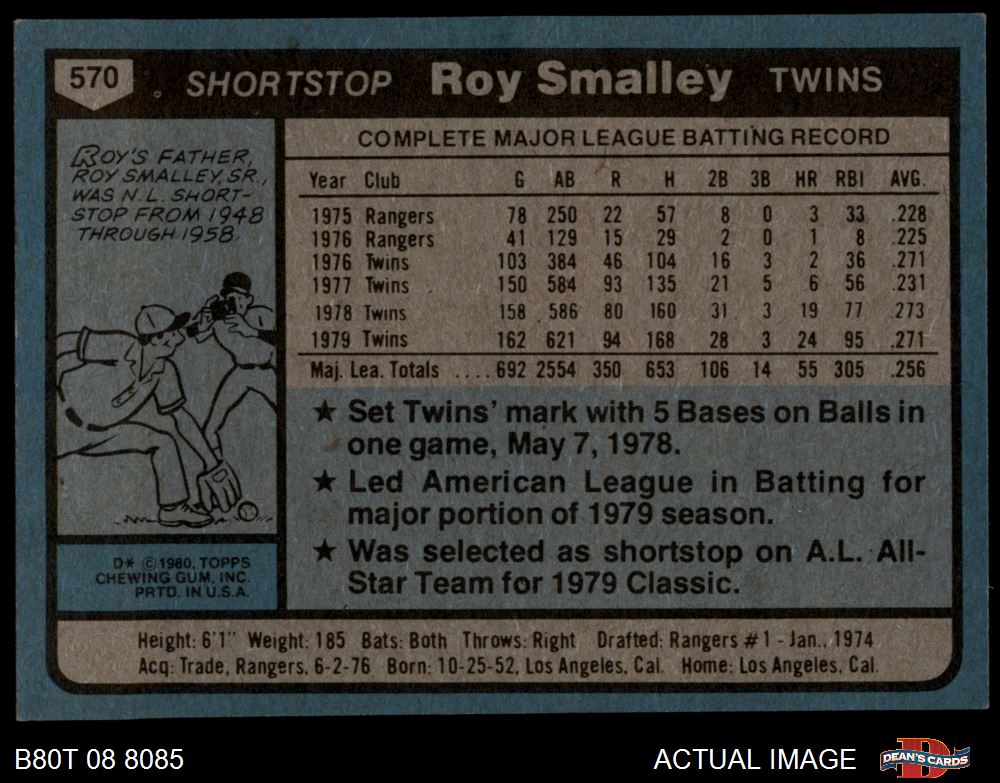 570 SHORTSTOP Roy Smalley TWINS
ROY'S FATHER,
ROY SMALLEY, SR.,
WAS N.L. SHORT-
STOP FROM 1948
THROUGH 1958.
D* © 1980, TOPPS
CHEWING GUM, INC.
PRTD. IN U.S.A.
COMPLETE MAJOR LEAGUE BATTING RECORD
Year Club G AB R H 2B 3B HR RBI AVG.
1975 Rangers 78 250 22 57 8 0 3 33 .228
1976 Rangers 41 129 15 29 2 0 1 8 .225
1976 Twins 103 384 46 104 16 3 2 36 .271
1977 Twins 150 584 93 135 21 5 6 56 .231
1978 Twins 158 586 80 160 31 3 19 77 .273
1979 Twins 162 621 94 168 28 3 24 95 .271
Maj. Lea. Totals .... 692 2554 350 653 106 14 55 305 .256
★ Set Twins' mark with 5 Bases on Balls in
one game, May 7, 1978.
★ Led American League in Batting for
major portion of 1979 season.
★ Was selected as shortstop on A.L. All-
Star Team for 1979 Classic.
Height: 6'1" Weight: 185 Bats: Both Throws: Right Drafted: Rangers #1 - Jan., 1974
Acq: Trade, Rangers, 6-2-76 Born: 10-25-52, Los Angeles, Cal. Home: Los Angeles, Cal.
B80T 08 8085 ACTUAL IMAGE DEAN'S CARDS